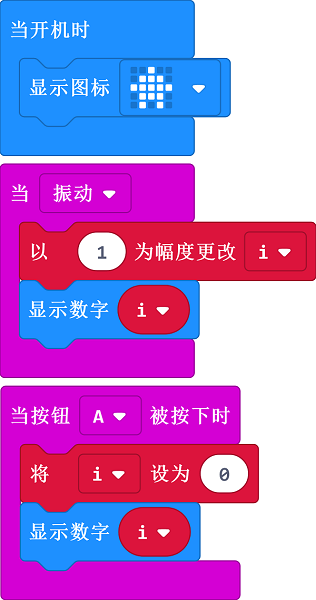 当开机时
显示图标
当 振动
以 1 为幅度更改 i
显示数字 i
当按钮 A 被按下时
将 i 设为 0
显示数字 i